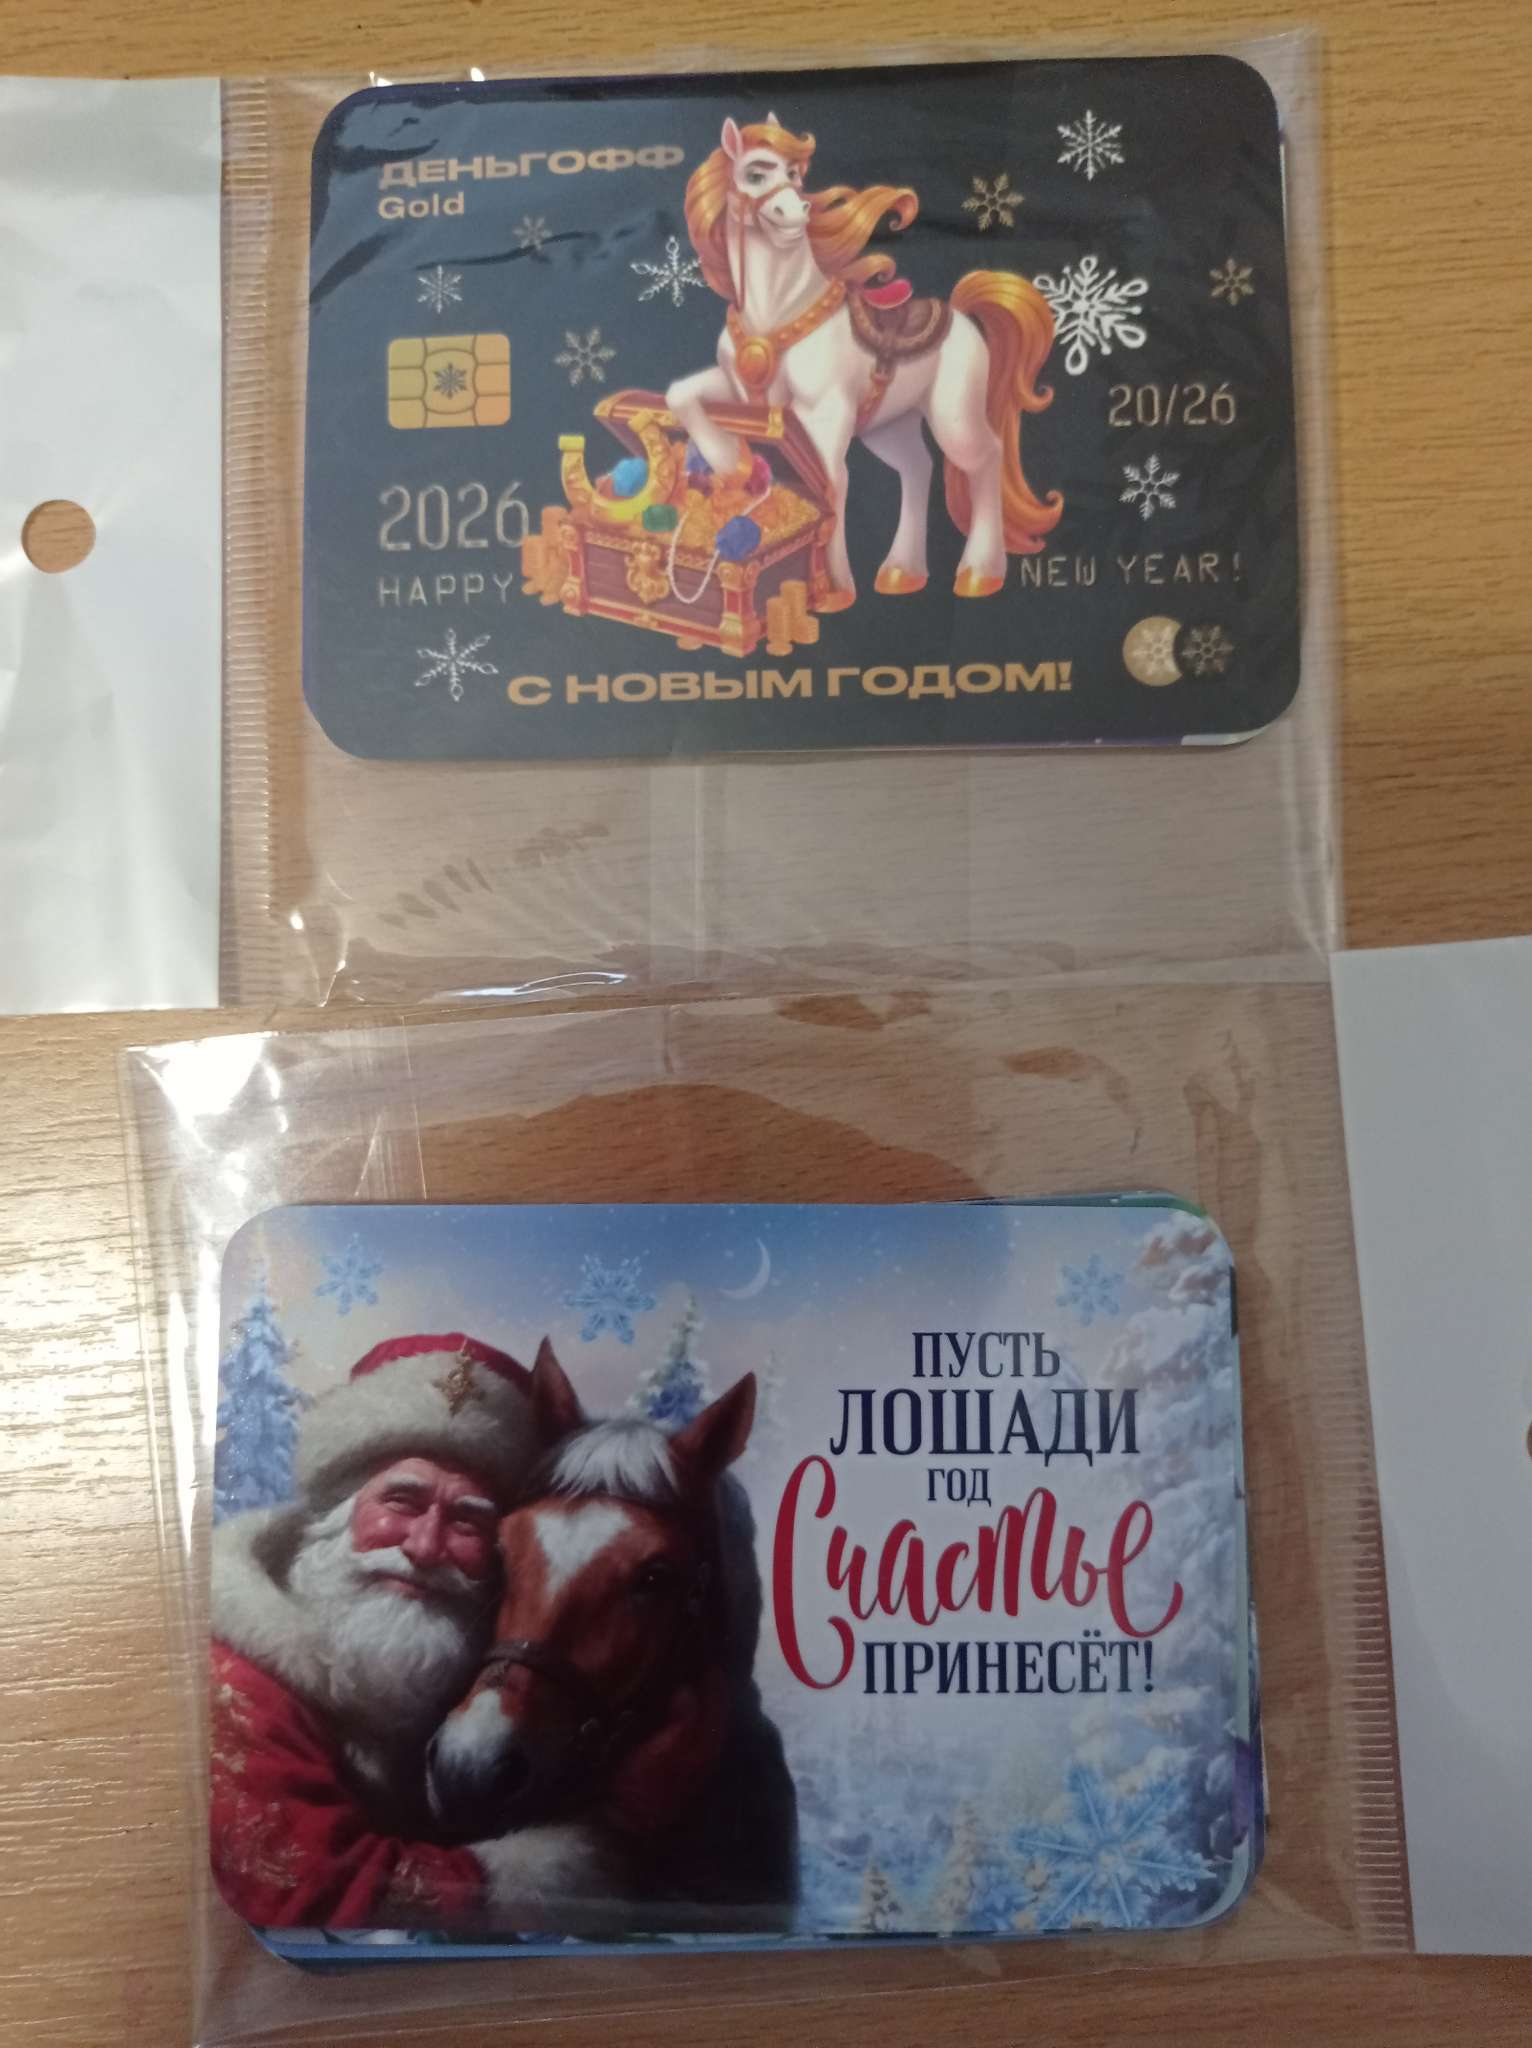 ДЕНЬГОФФ
Gold
20/26
2026
HAPPY NEW YEAR!
С НОВЫМ ГОДОМ!
ПУСТЬ
ЛОШАДИ
ГОД
Счастье
ПРИНЕСЁТ!